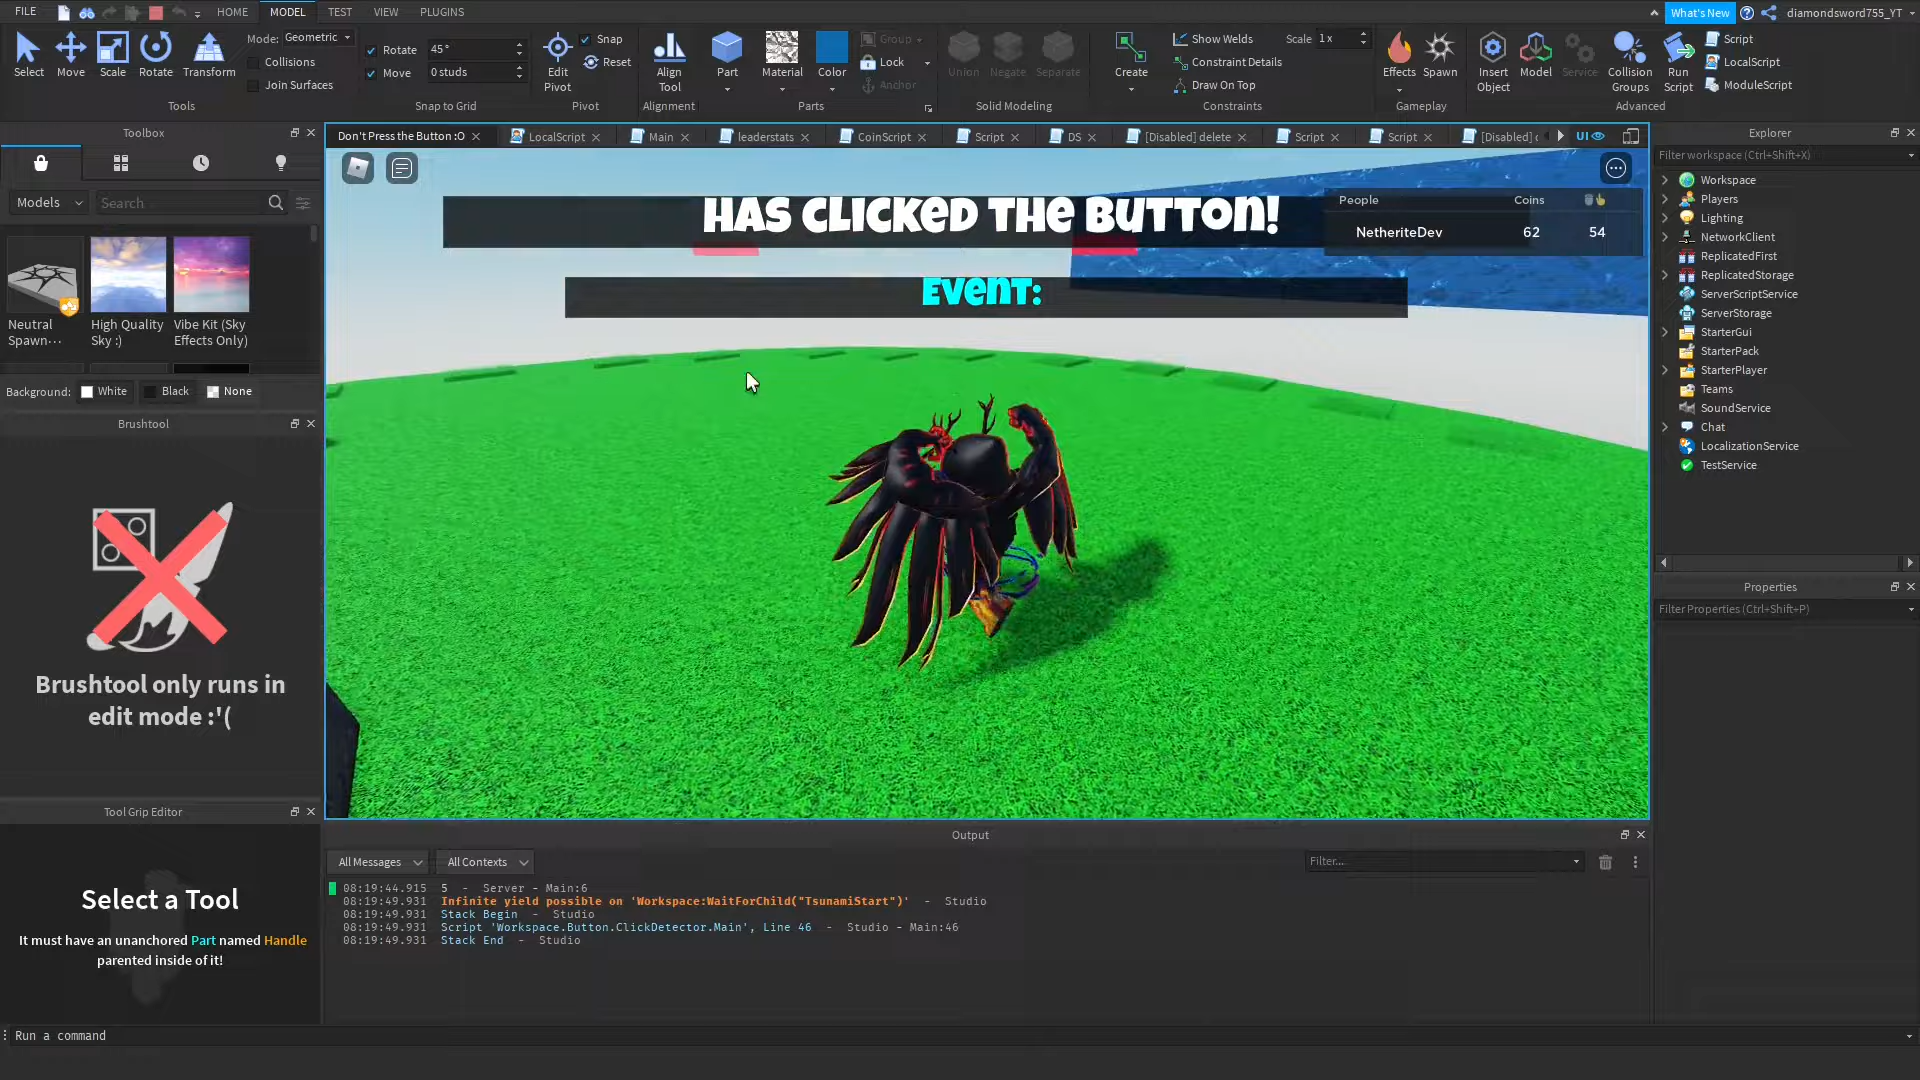 FILE
HOME
MODEL
TEST
VIEW
PLUGINS
What's New
diamondsword755_YT
Select
Move
Scale
Rotate
Transform
Mode:
Geometric
Collisions
Join Surfaces
Tools
Rotate
45°
Move
0 studs
Snap to Grid
Edit
Pivot
Snap
Reset
Pivot
Align
Tool
Alignment
Part
Material
Color
Group
Lock
Anchor
Parts
Union
Negate
Separate
Solid Modeling
Create
Show Welds
Scale
1x
Constraint Details
Draw On Top
Constraints
Effects
Spawn
Gameplay
Insert
Object
Model
Service
Collision
Groups
Run
Script
Script
LocalScript
ModuleScript
Advanced
Toolbox
Models
Search
Neutral
Spawn...
High Quality
Sky :)
Vibe Kit (Sky
Effects Only)
Background:
White
Black
None
Brushtool
Brushtool only runs in
edit mode :'(
Tool Grip Editor
Select a Tool
It must have an unanchored Part named Handle
parented inside of it!
Don't Press the Button :O
LocalScript
Main
leaderstats
CoinScript
Script
DS
[Disabled] delete
Script
Script
[Disabled]
UI
HAS CLICKED THE BUTTON!
EVENT:
People
Coins
NetheriteDev
62
54
Output
All Messages
All Contexts
Filter...
08:19:44.915 5 - Server - Main:6
08:19:49.931 Infinite yield possible on 'Workspace:WaitForChild("TsunamiStart")' - Studio
08:19:49.931 Stack Begin - Studio
08:19:49.931 Script 'Workspace.Button.ClickDetector.Main', Line 46 - Studio - Main:46
08:19:49.931 Stack End - Studio
Explorer
Filter workspace (Ctrl+Shift+X)
Workspace
Players
Lighting
NetworkClient
ReplicatedFirst
ReplicatedStorage
ServerScriptService
ServerStorage
StarterGui
StarterPack
StarterPlayer
Teams
SoundService
Chat
LocalizationService
TestService
Properties
Filter Properties (Ctrl+Shift+P)
Run a command